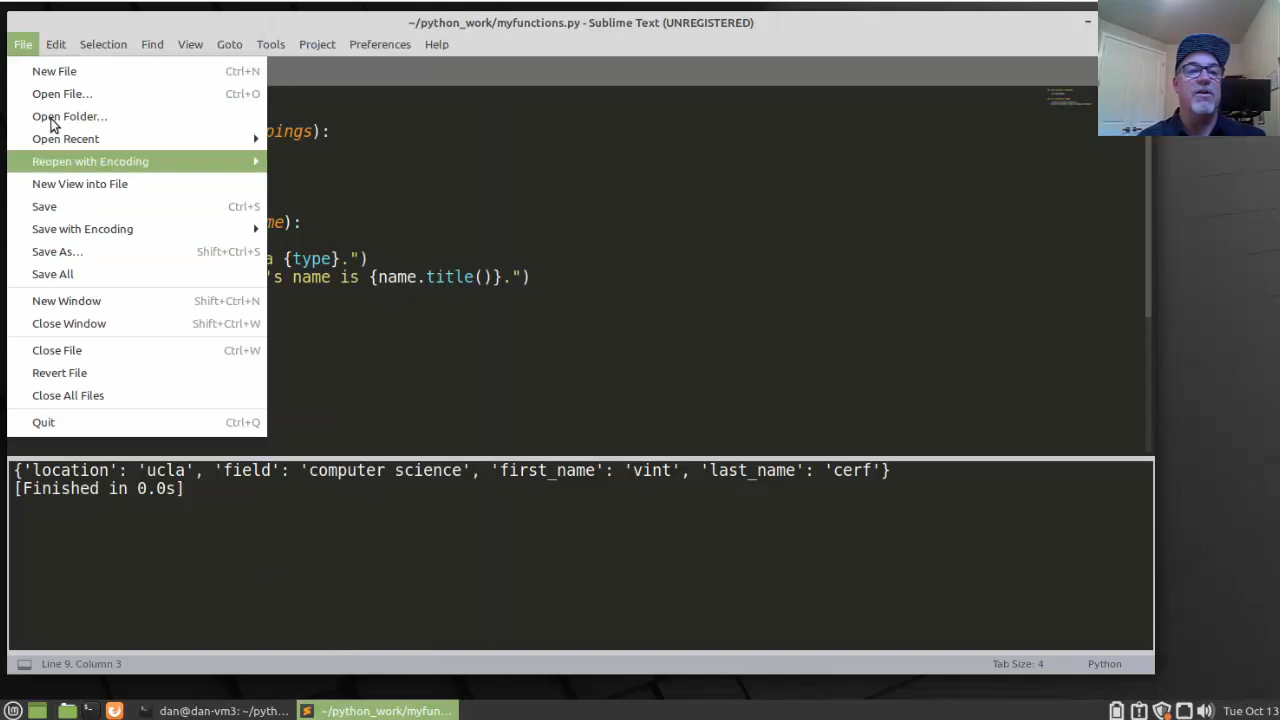 ~/python_work/myfunctions.py - Sublime Text (UNREGISTERED)
File Edit Selection Find View Goto Tools Project Preferences Help
New File Ctrl+N
Open File... Ctrl+O
Open Folder...
pings):
Open Recent
Reopen with Encoding
New View into File
Save Ctrl+S
me):
Save with Encoding
Save As... Shift+Ctrl+S
a {type}.")
Save All
's name is {name.title()}.")
New Window Shift+Ctrl+N
Close Window Shift+Ctrl+W
Close File Ctrl+W
Revert File
Close All Files
Quit Ctrl+Q
{'location': 'ucla', 'field': 'computer science', 'first_name': 'vint', 'last_name': 'cerf'}
[Finished in 0.0s]
Line 9, Column 3 Tab Size: 4 Python
dan@dan-vm3: ~/pyth... ~/python_work/myfun... Tue Oct 13